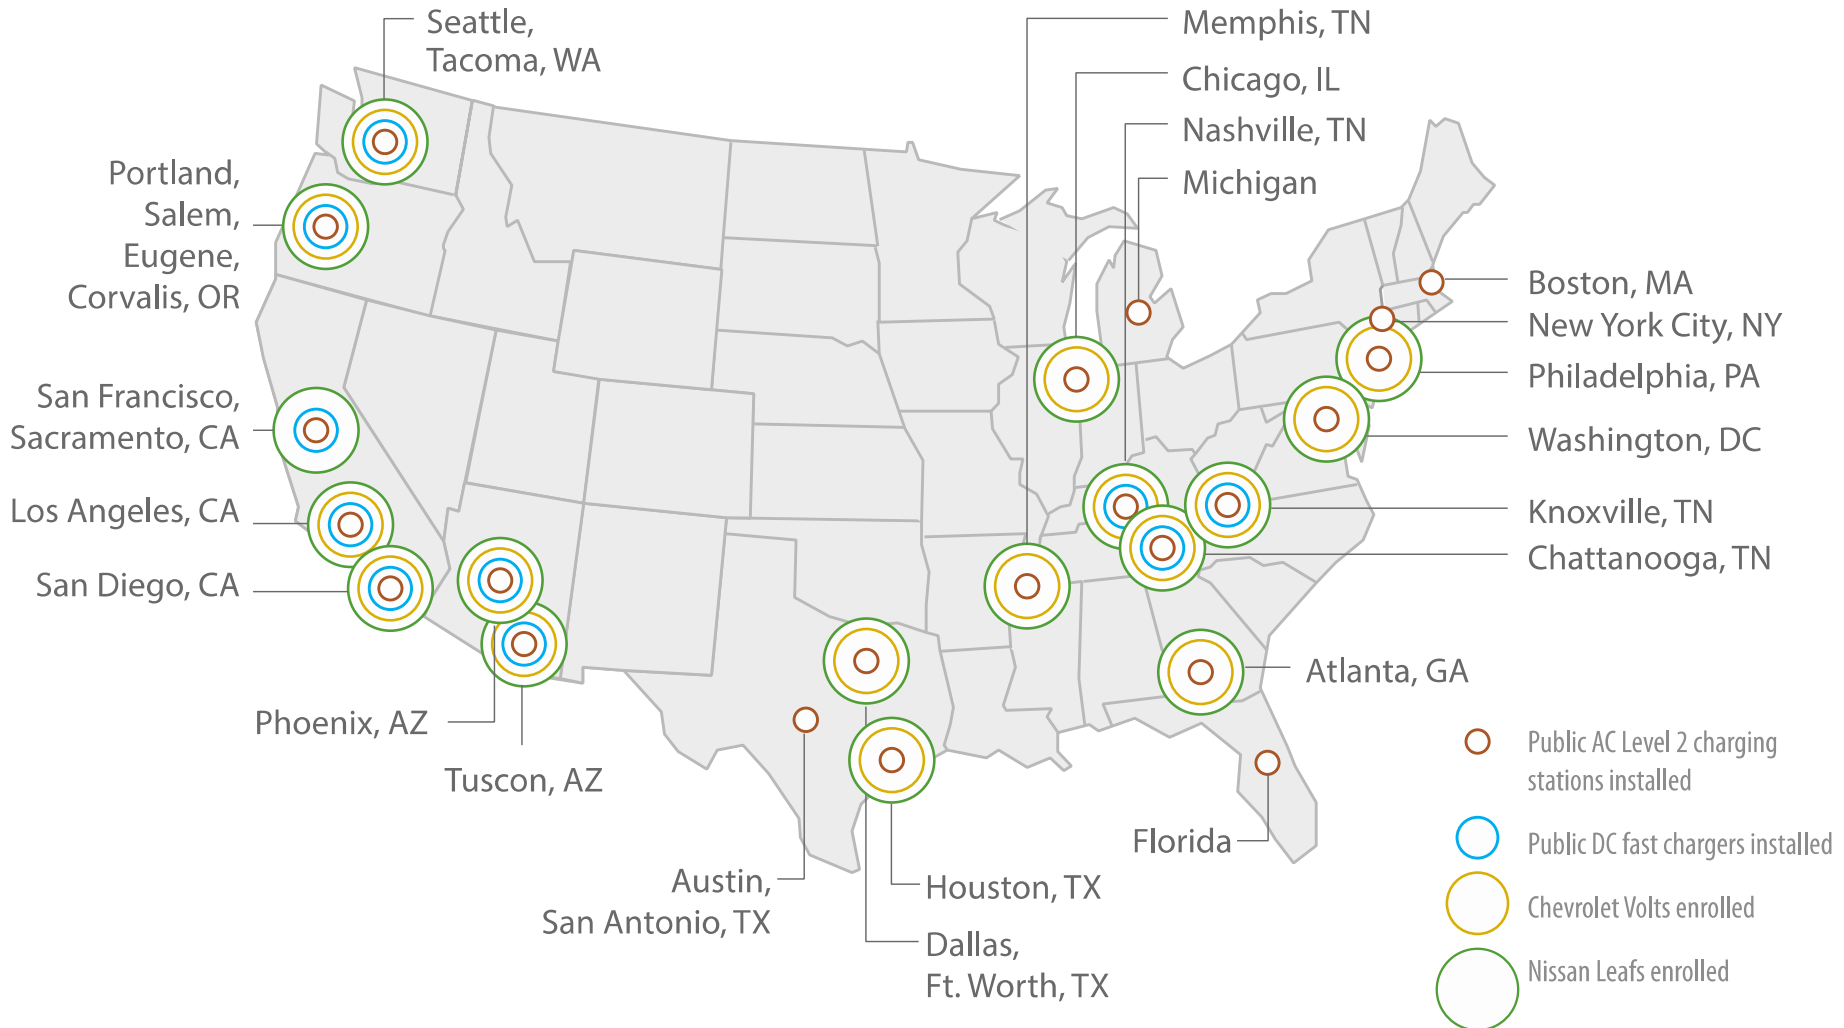 Seattle,
Tacoma, WA
Portland,
Salem,
Eugene,
Corvalis, OR
San Francisco,
Sacramento, CA
Los Angeles, CA
San Diego, CA
Phoenix, AZ
Tuscon, AZ
Austin,
San Antonio, TX
Houston, TX
Dallas,
Ft. Worth, TX
Memphis, TN
Chicago, IL
Nashville, TN
Michigan
Boston, MA
New York City, NY
Philadelphia, PA
Washington, DC
Knoxville, TN
Chattanooga, TN
Atlanta, GA
Florida
Public AC Level 2 charging
stations installed
Public DC fast chargers installed
Chevrolet Volts enrolled
Nissan Leafs enrolled